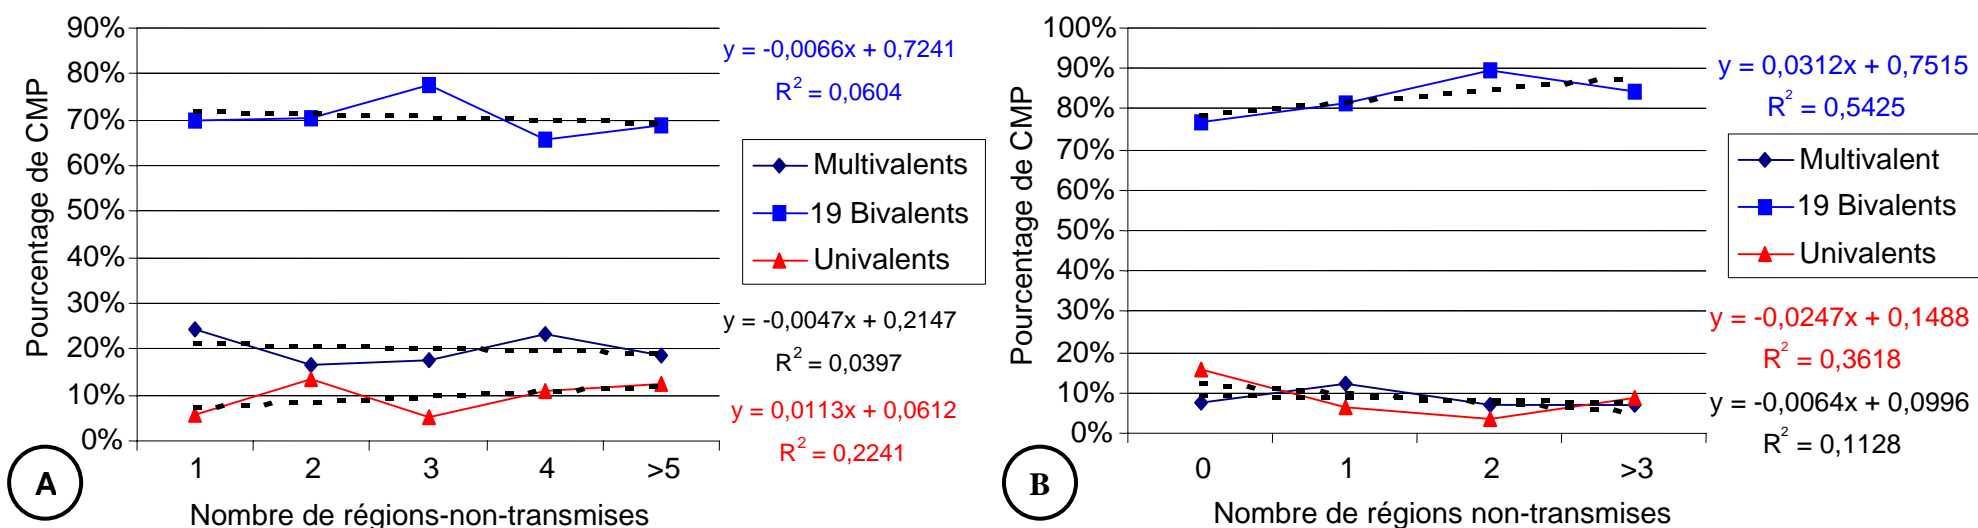 90%
80%
70%
60%
50%
40%
30%
20%
10%
0%
Pourcentage de CMP
1 2 3 4 >5
Nombre de régions-non-transmises
A
y = -0,0066x + 0,7241
R² = 0,0604
Multivalents
19 Bivalents
Univalents
y = -0,0047x + 0,2147
R² = 0,0397
y = 0,0113x + 0,0612
R² = 0,2241
100%
90%
80%
70%
60%
50%
40%
30%
20%
10%
0%
Pourcentage de CMP
0 1 2 >3
Nombre de régions non-transmises
B
y = 0,0312x + 0,7515
R² = 0,5425
Multivalent
19 Bivalents
Univalents
y = -0,0247x + 0,1488
R² = 0,3618
y = -0,0064x + 0,0996
R² = 0,1128